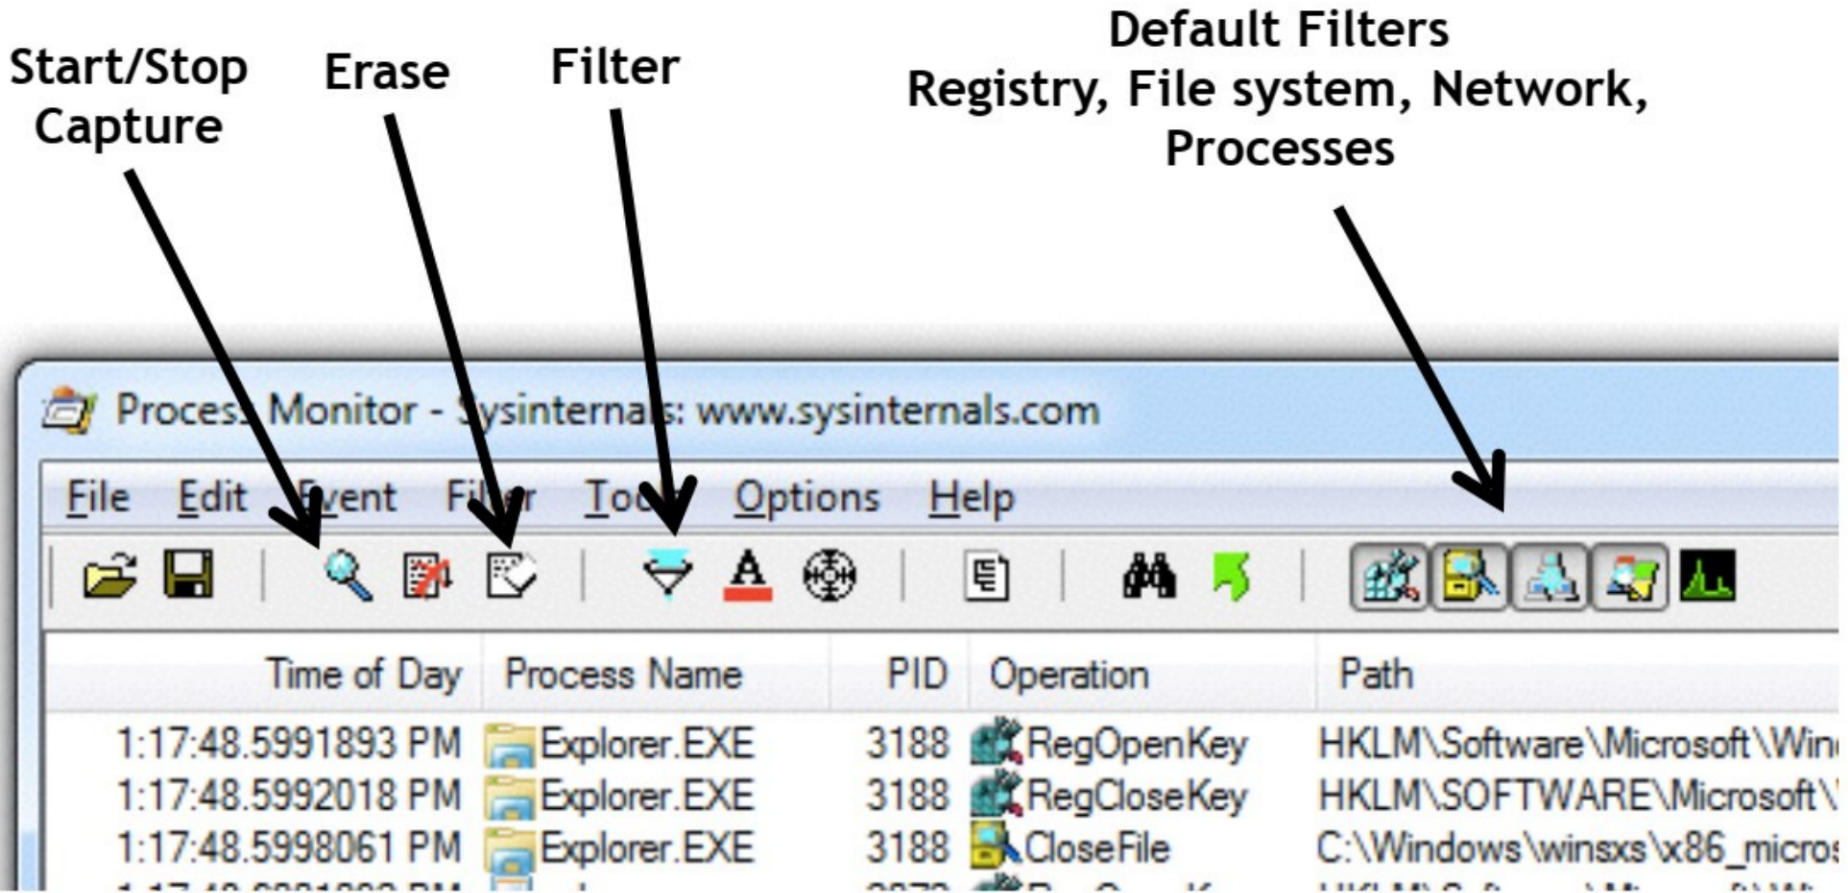 Default Filters
Start/Stop Erase Filter Registry, File system, Network,
Capture Processes
Process Monitor - Sysinternals: www.sysinternals.com
File Edit Event Filter Tools Options Help
Time of Day Process Name PID Operation Path
1:17:48.5991893 PM Explorer.EXE 3188 RegOpenKey HKLM\Software\Microsoft\Win
1:17:48.5992018 PM Explorer.EXE 3188 RegCloseKey HKLM\SOFTWARE\Microsoft\
1:17:48.5998061 PM Explorer.EXE 3188 CloseFile C:\Windows\winsxs\x86_micros